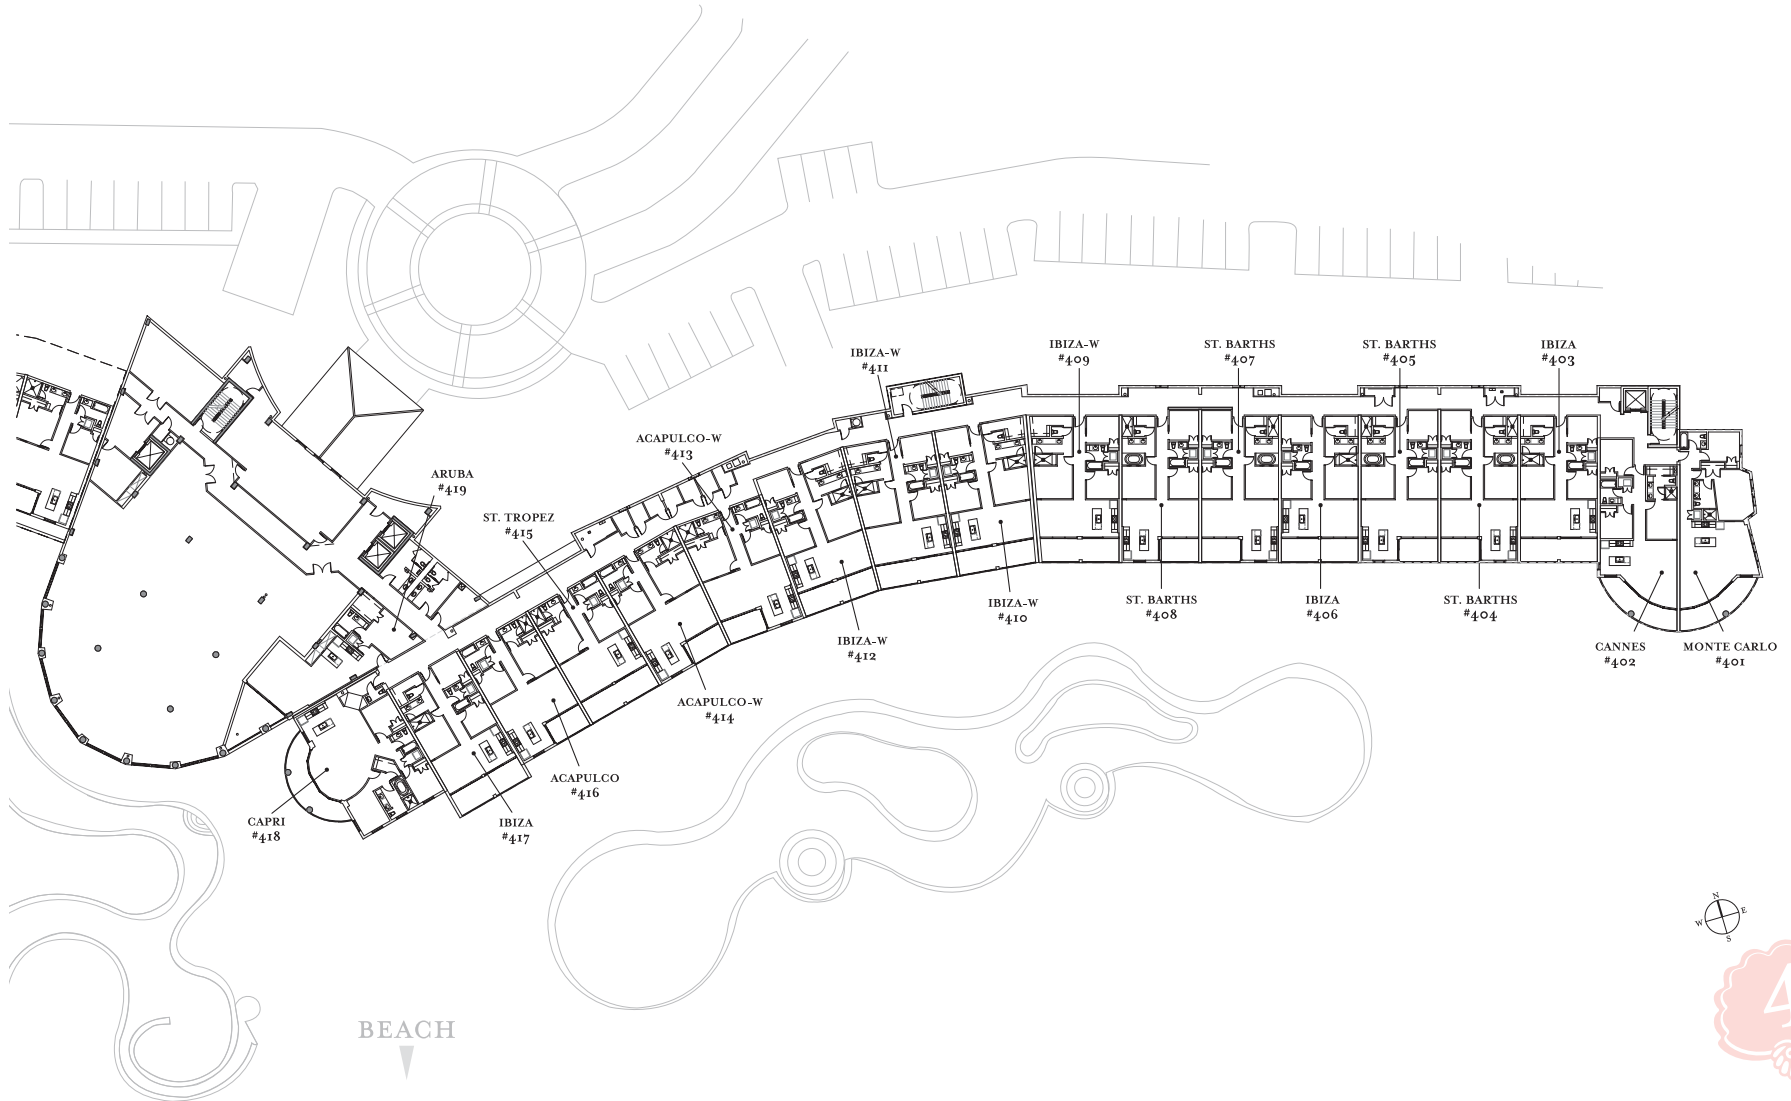 IBIZA-W
#411
IBIZA-W
#409
ST. BARTHS
#407
ST. BARTHS
#405
IBIZA
#403
ACAPULCO-W
#413
ARUBA
#419
ST. TROPEZ
#415
ST. BARTHS
#408
IBIZA
#406
ST. BARTHS
#404
IBIZA-W
#410
IBIZA-W
#412
CANNES
#402
MONTE CARLO
#401
ACAPULCO-W
#414
ACAPULCO
#416
CAPRI
#418
IBIZA
#417
N
W E
S
4
BEACH